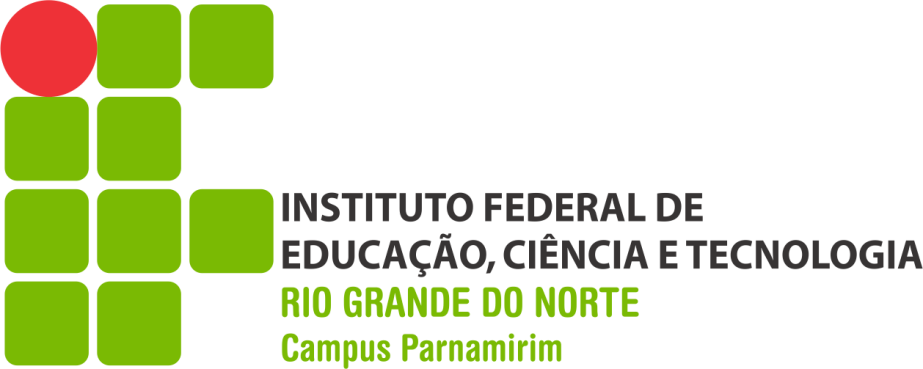 INSTITUTO FEDERAL DE
EDUCAÇÃO, CIÊNCIA E TECNOLOGIA
RIO GRANDE DO NORTE
Campus Parnamirim